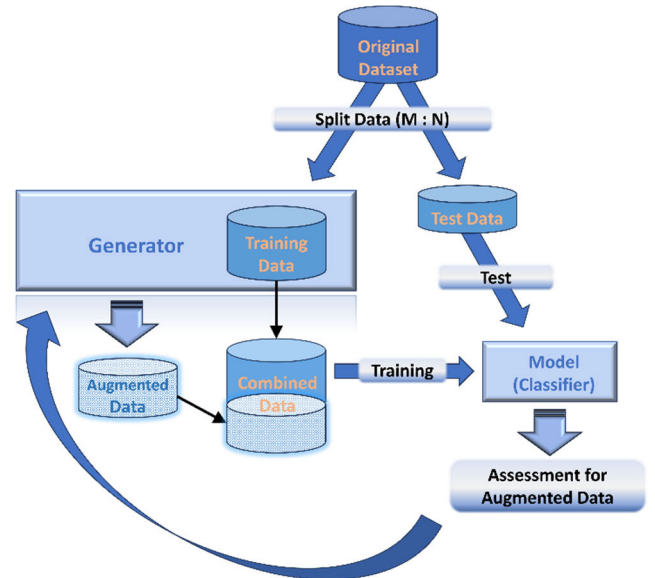 Original
Dataset
Split Data (M : N)
Generator
Training
Data
Test Data
Test
Augmented
Data
Combined
Data
Training
Model
(Classifier)
Assessment for
Augmented Data